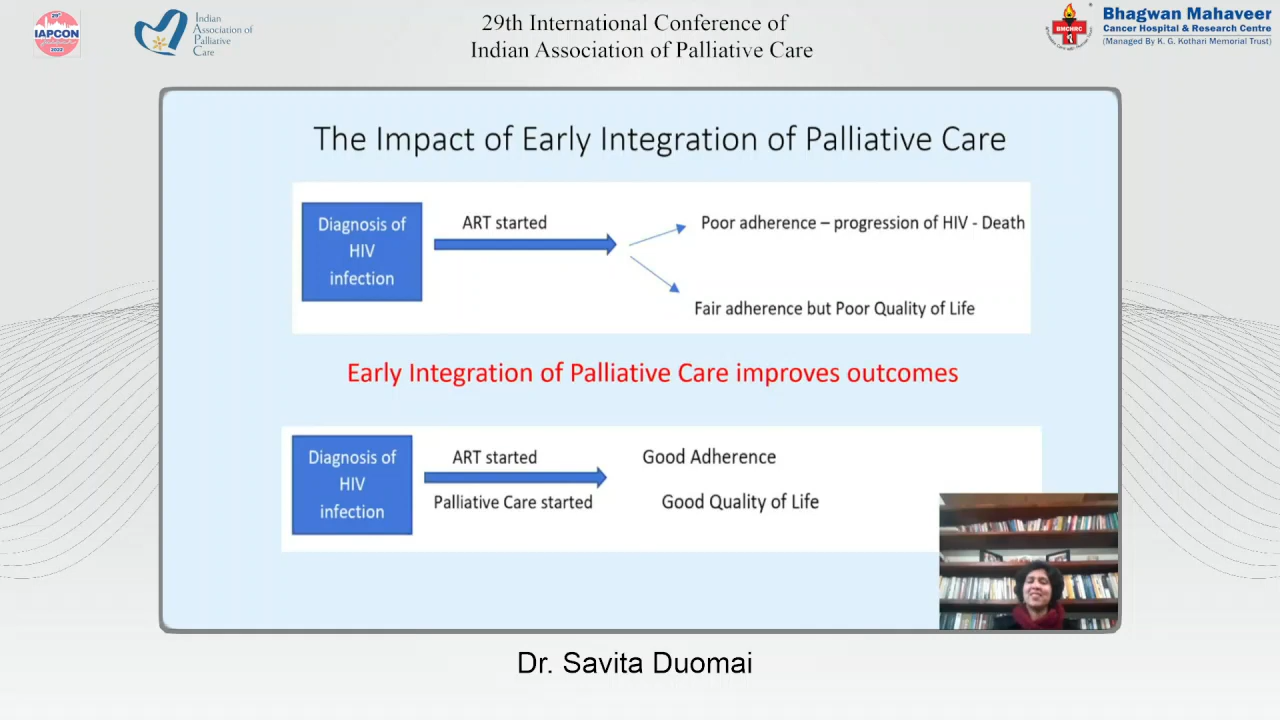 29th
IAPCON
2022
Indian
Association of
Palliative
Care
29th International Conference of
Indian Association of Palliative Care
BMCHRC
Bhagwan Mahaveer
Cancer Hospital & Research Centre
(Managed By K. G. Kothari Memorial Trust)
The Impact of Early Integration of Palliative Care
Diagnosis of
HIV
infection
ART started
Poor adherence – progression of HIV - Death
Fair adherence but Poor Quality of Life
Early Integration of Palliative Care improves outcomes
Diagnosis of
HIV
infection
ART started
Palliative Care started
Good Adherence
Good Quality of Life
Dr. Savita Duomai